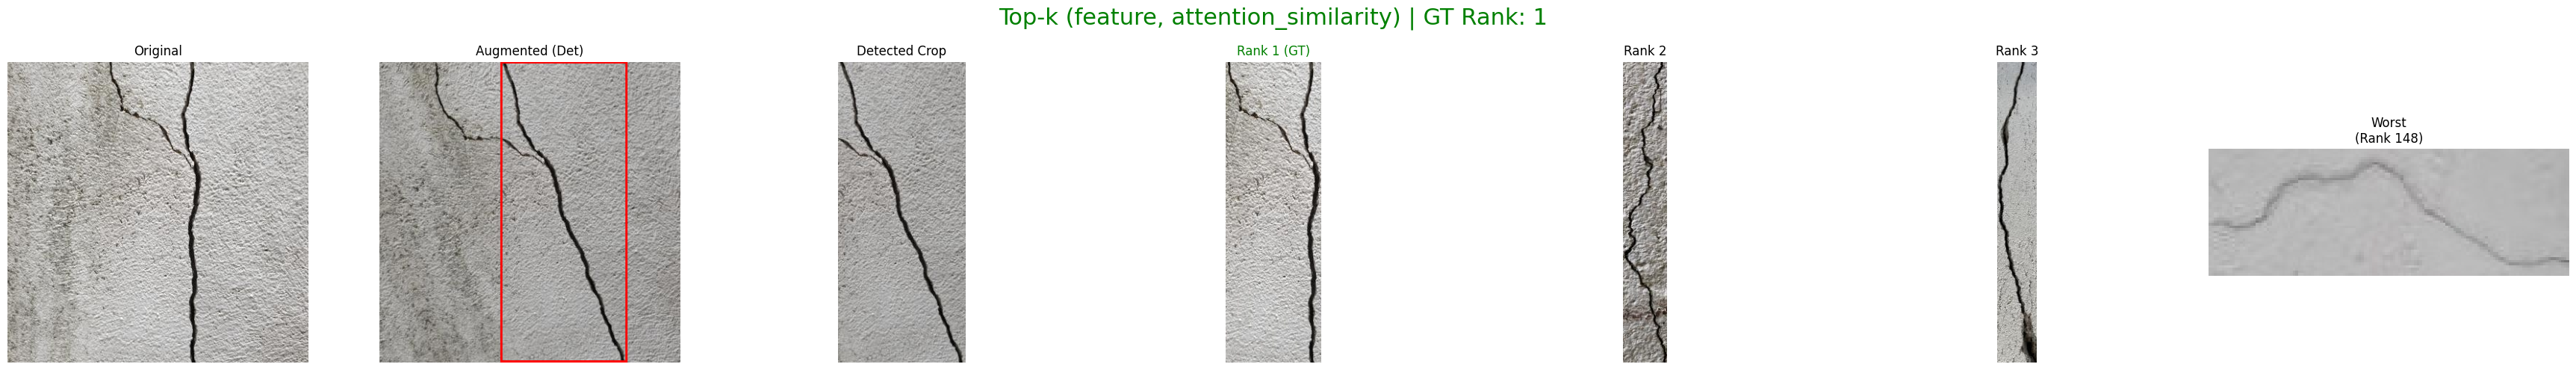 Top-k (feature, attention_similarity) | GT Rank: 1
Original
Augmented (Det)
Detected Crop
Rank 1 (GT)
Rank 2
Rank 3
Worst
(Rank 148)